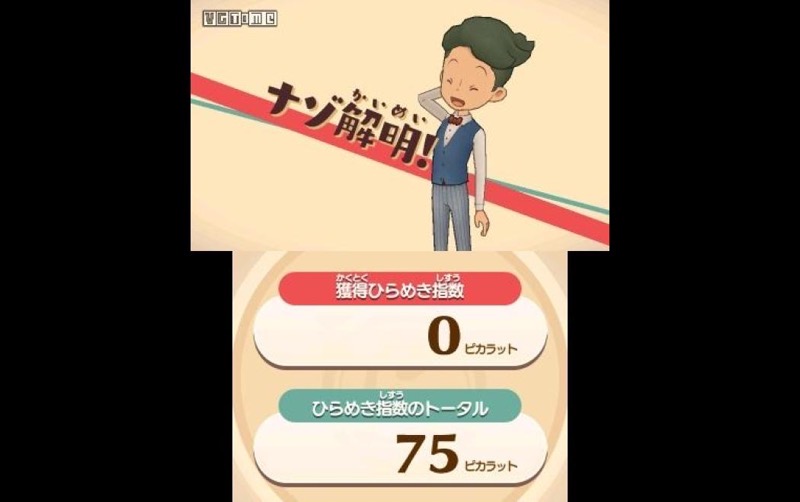 VGTIME
かいめい
ナゾ解明!
かくとく しすう
獲得ひらめき指数
0 ピカラット
しすう
ひらめき指数のトータル
75 ピカラット